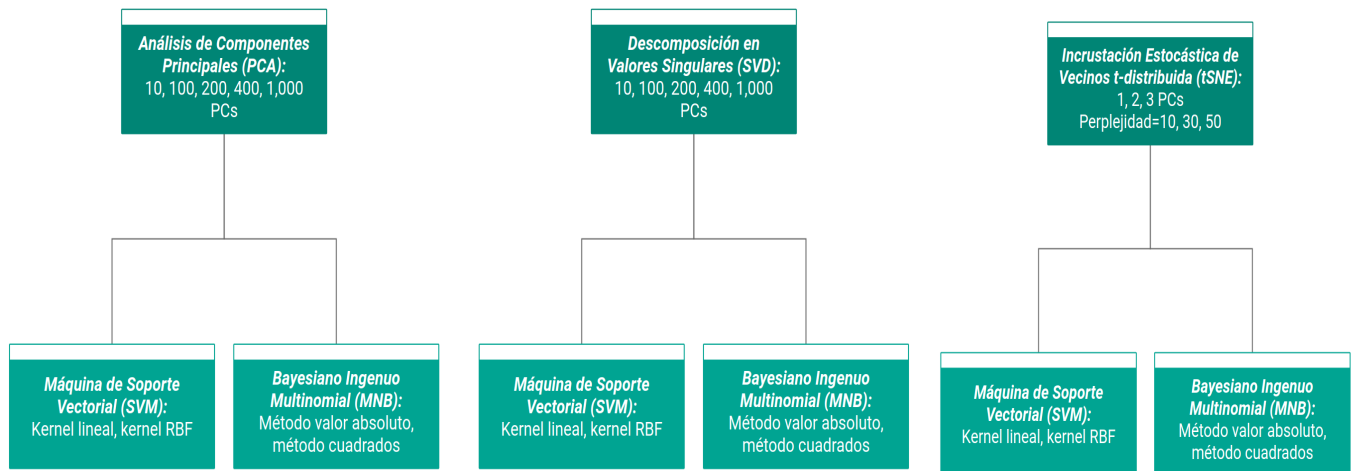 Análisis de Componentes
Principales (PCA):
10, 100, 200, 400, 1,000
PCs
Descomposición en
Valores Singulares (SVD):
10, 100, 200, 400, 1,000
PCs
Incrustación Estocástica de
Vecinos t-distribuida (tSNE):
1, 2, 3 PCs
Perplejidad=10, 30, 50
Máquina de Soporte
Vectorial (SVM):
Kernel lineal, kernel RBF
Bayesiano Ingenuo
Multinomial (MNB):
Método valor absoluto,
método cuadrados
Máquina de Soporte
Vectorial (SVM):
Kernel lineal, kernel RBF
Bayesiano Ingenuo
Multinomial (MNB):
Método valor absoluto,
método cuadrados
Máquina de Soporte
Vectorial (SVM):
Kernel lineal, kernel RBF
Bayesiano Ingenuo
Multinomial (MNB):
Método valor absoluto,
método cuadrados